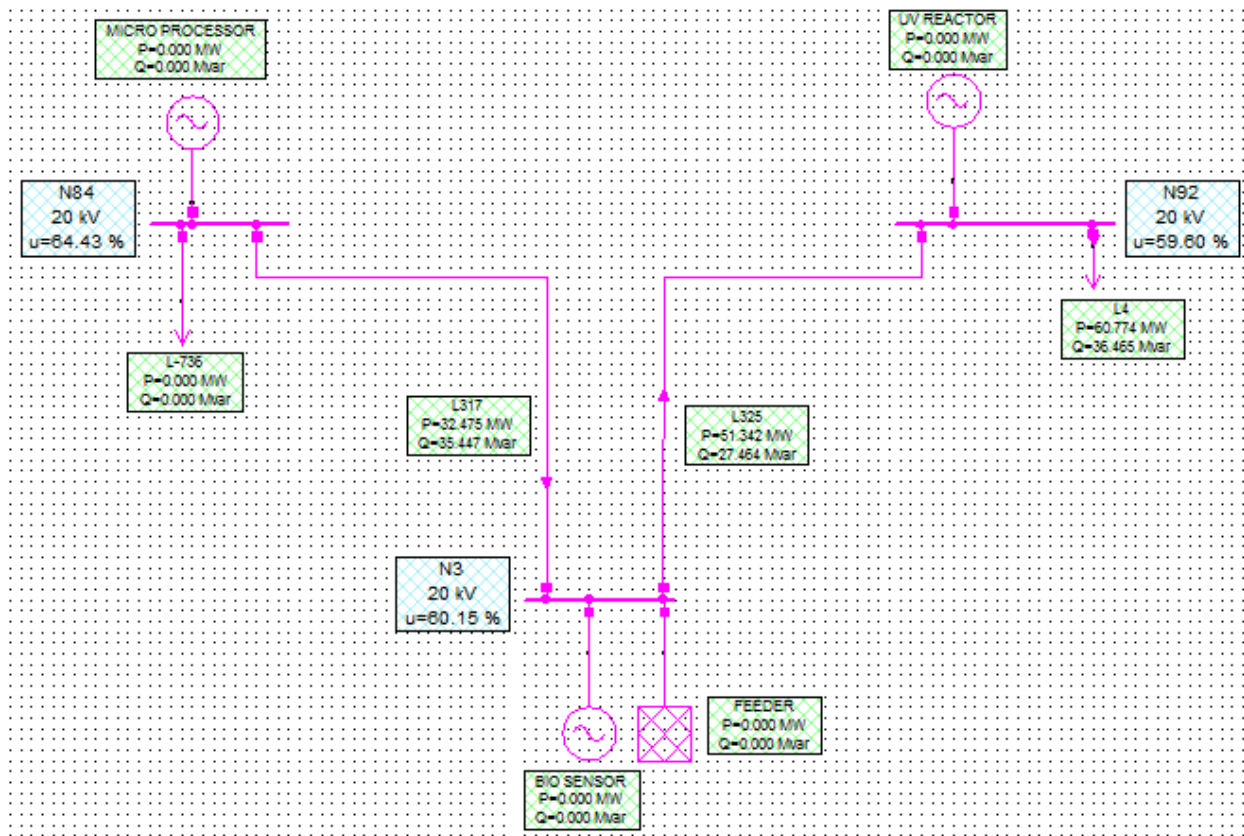 MICRO PROCESSOR
P=0.000 MW
Q=0.000 Mvar
UV REACTOR
P=0.000 MW
Q=0.000 Mvar
N84
20 kV
u=64.43 %
N92
20 kV
u=59.60 %
L-736
P=0.000 MW
Q=0.000 Mvar
L4
P=60.774 MW
Q=36.465 Mvar
L317
P=32.475 MW
Q=35.447 Mvar
L325
P=51.342 MW
Q=27.464 Mvar
N3
20 kV
u=60.15 %
FEEDER
P=0.000 MW
Q=0.000 Mvar
BIO SENSOR
P=0.000 MW
Q=0.000 Mvar